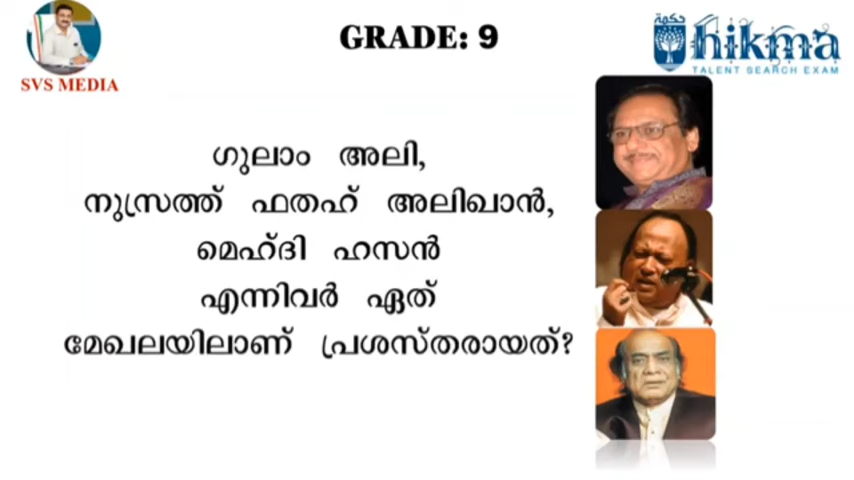 GRADE: 9
SVS MEDIA
حكمة
hikma
TALENT SEARCH EXAM
ഗുലാം അലി,
നുസ്രത്ത് ഫതഹ് അലിഖാൻ,
മെഹ്ദി ഹസൻ
എന്നിവർ ഏത്
മേഖലയിലാണ് പ്രശസ്തരായത്?